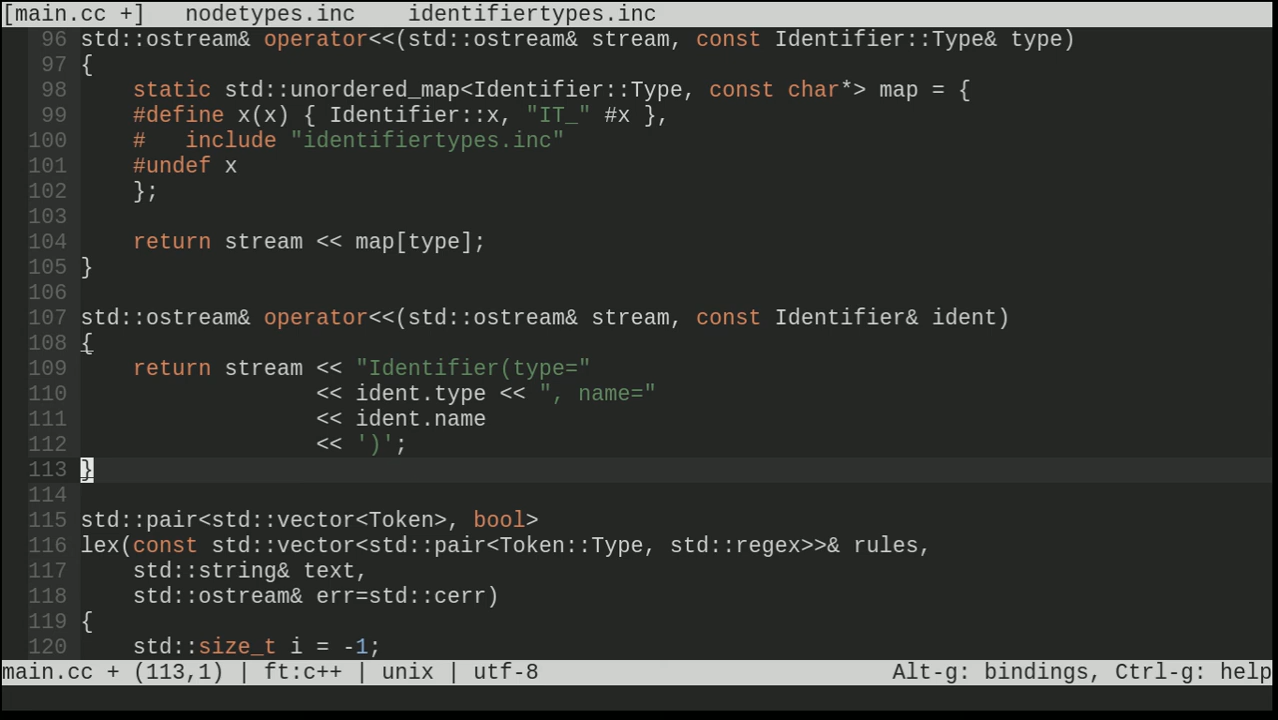 [main.cc +]   nodetypes.inc    identifiertypes.inc
96 std::ostream& operator<<(std::ostream& stream, const Identifier::Type& type)
97 {
98     static std::unordered_map<Identifier::Type, const char*> map = {
99     #define x(x) { Identifier::x, "IT_" #x },
100     #   include "identifiertypes.inc"
101     #undef x
102     };
103
104     return stream << map[type];
105 }
106
107 std::ostream& operator<<(std::ostream& stream, const Identifier& ident)
108 {
109     return stream << "Identifier(type="
110                   << ident.type << ", name="
111                   << ident.name
112                   << ')';
113 }
114
115 std::pair<std::vector<Token>, bool>
116 lex(const std::vector<std::pair<Token::Type, std::regex>>& rules,
117     std::string& text,
118     std::ostream& err=std::cerr)
119 {
120     std::size_t i = -1;
main.cc + (113,1) | ft:c++ | unix | utf-8    Alt-g: bindings, Ctrl-g: help